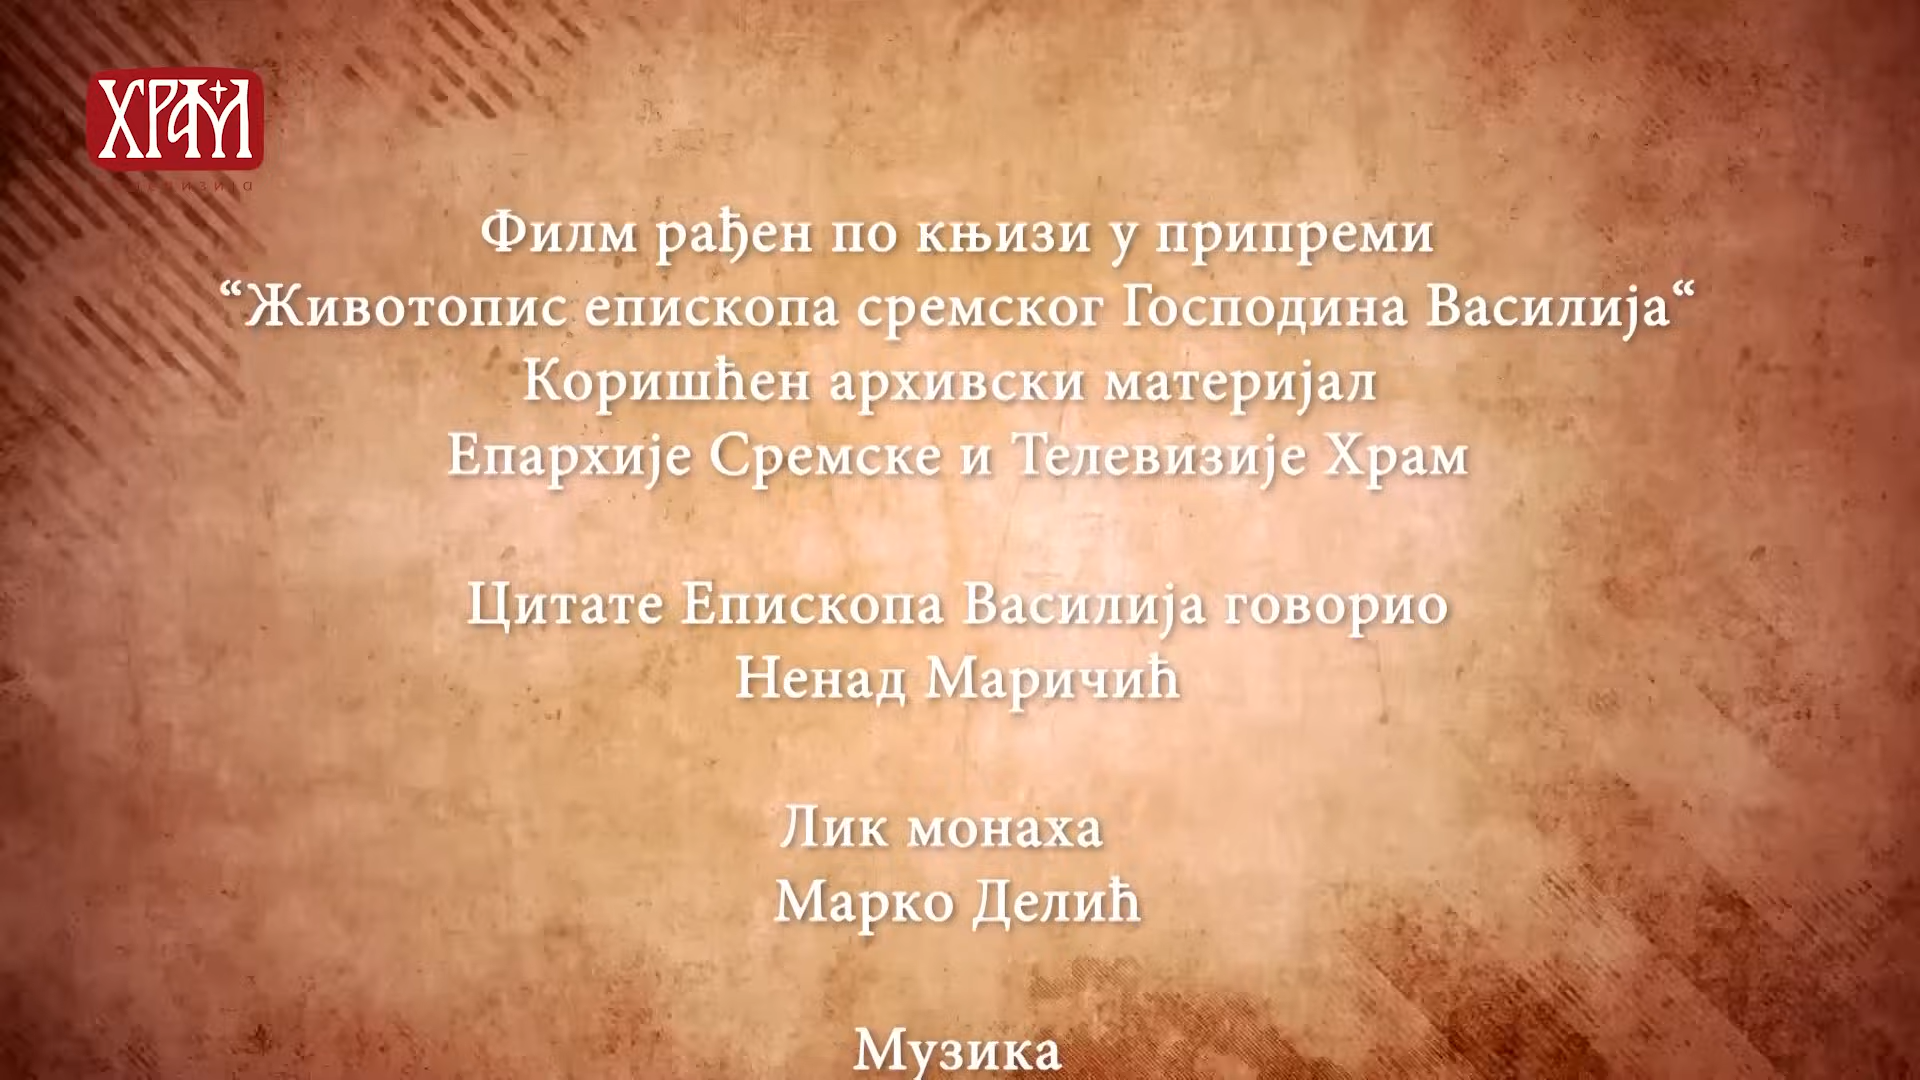 ХРАМ
телевизија
Филм рађен по књизи у припреми
“Животопис епископа сремског Господина Василија“
Коришћен архивски материјал
Епархије Сремске и Телевизије Храм
Цитате Епископа Василија говорио
Ненад Маричић
Лик монаха
Марко Делић
Музика